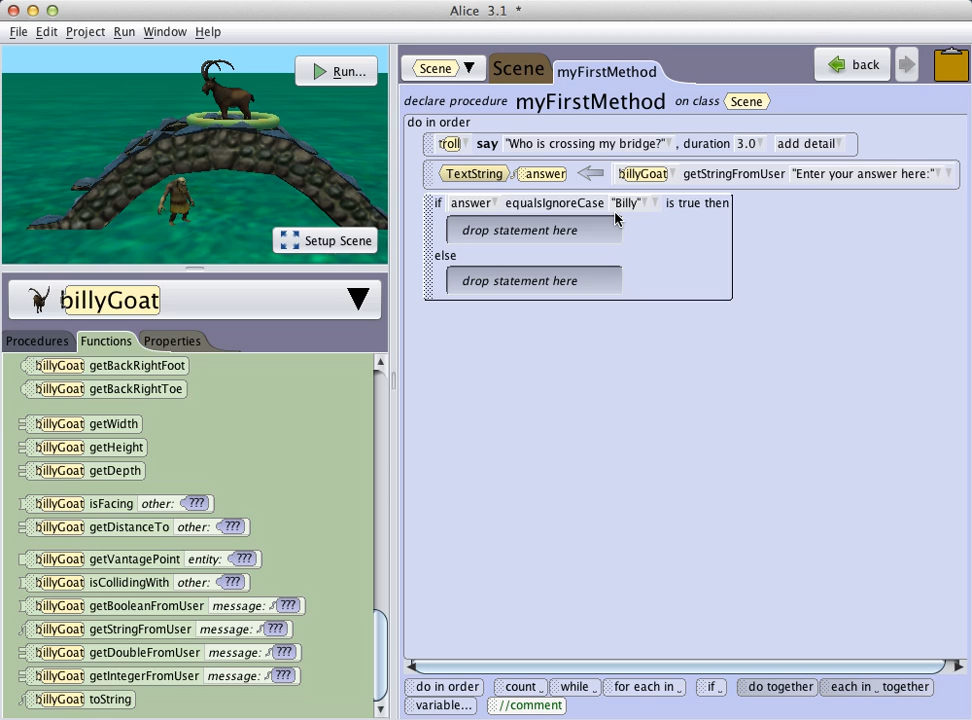 Alice 3.1 *
File Edit Project Run Window Help
Run...
Setup Scene
billyGoat
Procedures Functions Properties
billyGoat getBackRightFoot
billyGoat getBackRightToe
billyGoat getWidth
billyGoat getHeight
billyGoat getDepth
billyGoat isFacing other: ???
billyGoat getDistanceTo other: ???
billyGoat getVantagePoint entity: ???
billyGoat isCollidingWith other: ???
billyGoat getBooleanFromUser message: ???
billyGoat getStringFromUser message: ???
billyGoat getDoubleFromUser message: ???
billyGoat getIntegerFromUser message: ???
billyGoat toString
Scene Scene myFirstMethod back
declare procedure myFirstMethod on class Scene
do in order
troll say "Who is crossing my bridge?" , duration 3.0 add detail
TextString answer billyGoat getStringFromUser "Enter your answer here:"
if answer equalsIgnoreCase "Billy" is true then
drop statement here
else
drop statement here
do in order count _ while _ for each in _ if _ do together each in _ together
variable... //comment